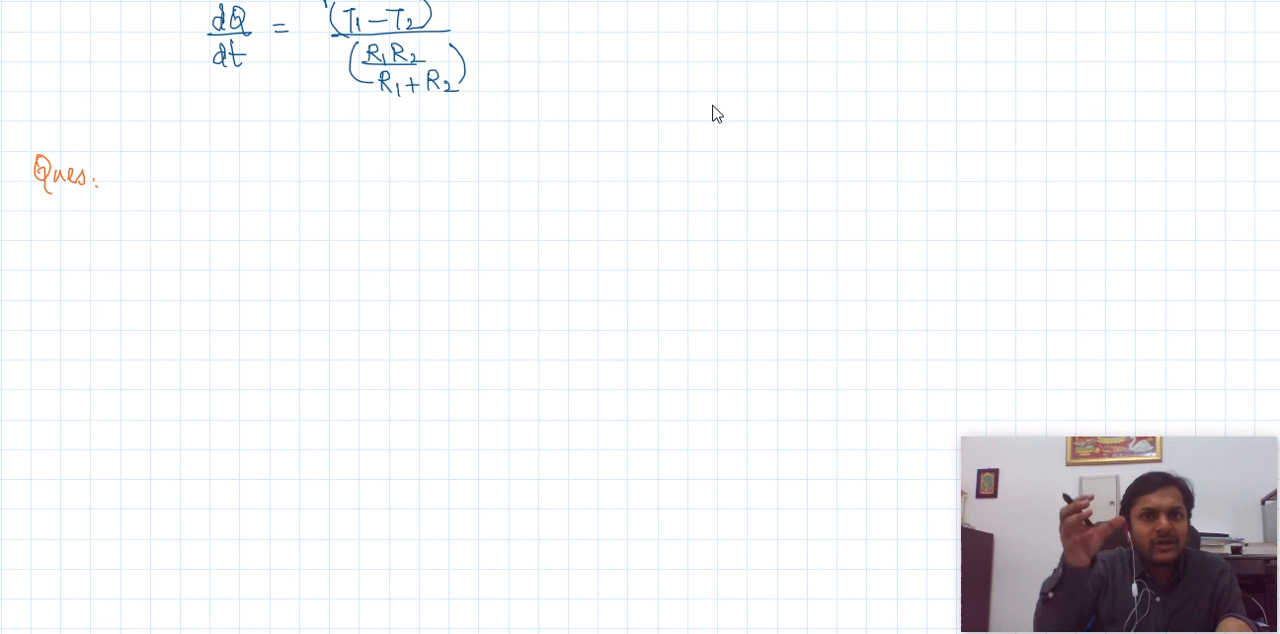 dQ/dt = (T₁-T₂)/(R₁R₂/R₁+R₂)
Ques: